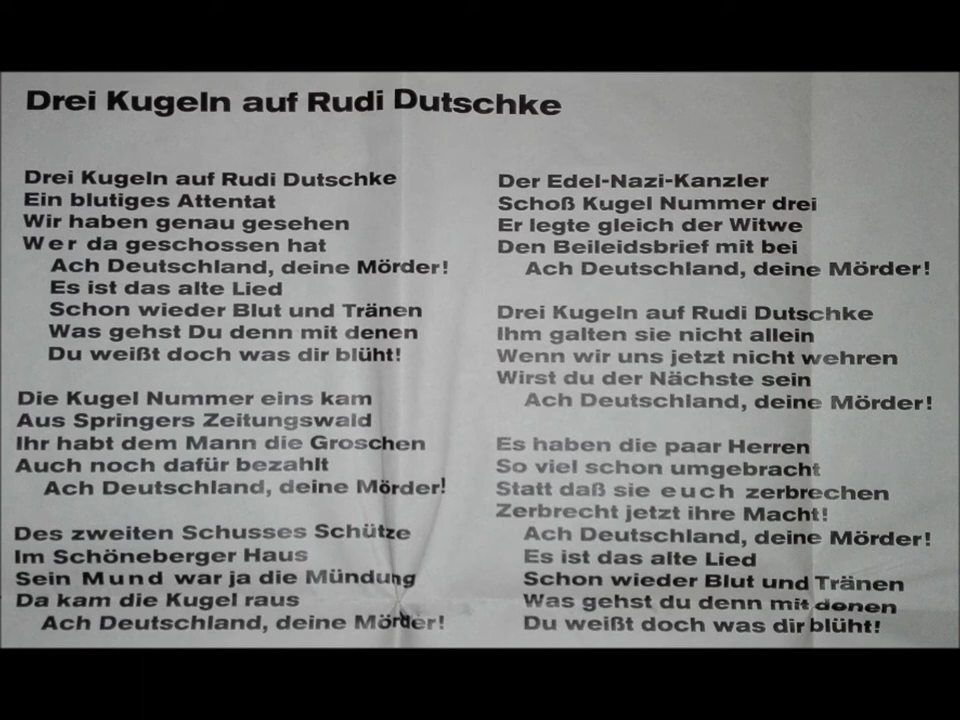 Drei Kugeln auf Rudi Dutschke
Drei Kugeln auf Rudi Dutschke
Ein blutiges Attentat
Wir haben genau gesehen
Wer da geschossen hat
Ach Deutschland, deine Mörder!
Es ist das alte Lied
Schon wieder Blut und Tränen
Was gehst Du denn mit denen
Du weißt doch was dir blüht!
Die Kugel Nummer eins kam
Aus Springers Zeitungswald
Ihr habt dem Mann die Groschen
Auch noch dafür bezahlt
Ach Deutschland, deine Mörder!
Des zweiten Schusses Schütze
Im Schöneberger Haus
Sein Mund war ja die Mündung
Da kam die Kugel raus
Ach Deutschland, deine Mörder!
Der Edel-Nazi-Kanzler
Schoß Kugel Nummer drei
Er legte gleich der Witwe
Den Beileidsbrief mit bei
Ach Deutschland, deine Mörder!
Drei Kugeln auf Rudi Dutschke
Ihm galten sie nicht allein
Wenn wir uns jetzt nicht wehren
Wirst du der Nächste sein
Ach Deutschland, deine Mörder!
Es haben die paar Herren
So viel schon umgebracht
Statt daß sie euch zerbrechen
Zerbrecht jetzt ihre Macht!
Ach Deutschland, deine Mörder!
Es ist das alte Lied
Schon wieder Blut und Tränen
Was gehst du denn mit denen
Du weißt doch was dir blüht!